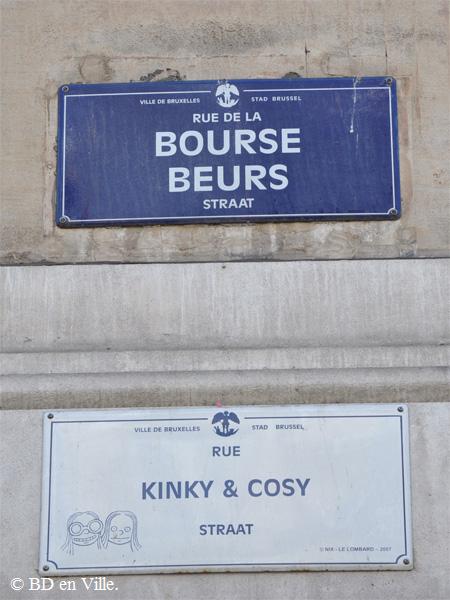 VILLE DE BRUXELLES STAD BRUSSEL
RUE DE LA
BOURSE
BEURS
STRAAT
VILLE DE BRUXELLES STAD BRUSSEL
RUE
KINKY & COSY
STRAAT
© NIX - LE LOMBARD - 2007
© BD en Ville.